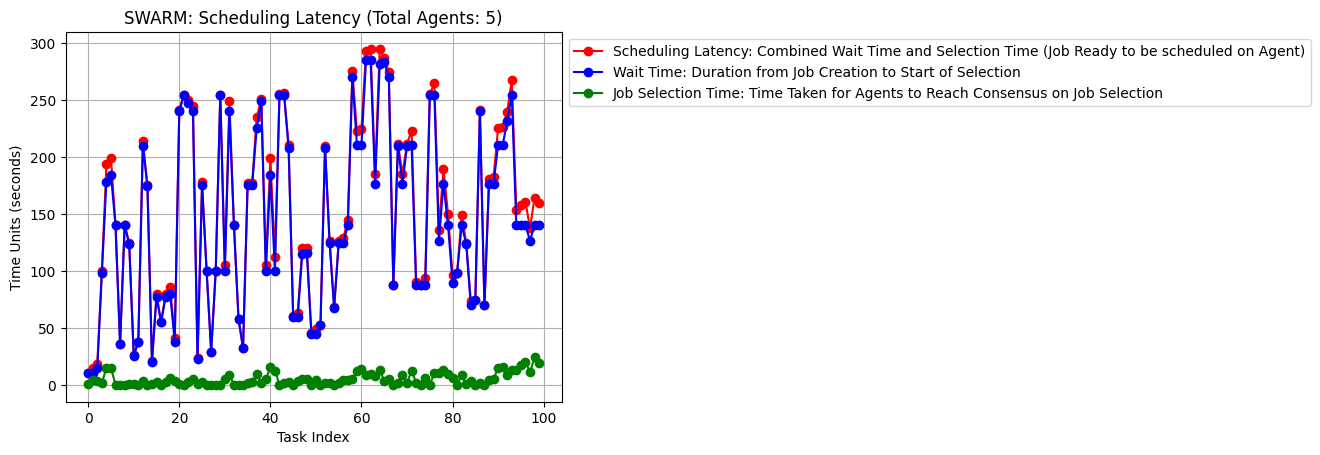 SWARM: Scheduling Latency (Total Agents: 5)
Scheduling Latency: Combined Wait Time and Selection Time (Job Ready to be scheduled on Agent)
Wait Time: Duration from Job Creation to Start of Selection
Job Selection Time: Time Taken for Agents to Reach Consensus on Job Selection
Time Units (seconds)
300
250
200
150
100
50
0
0 20 40 60 80 100
Task Index